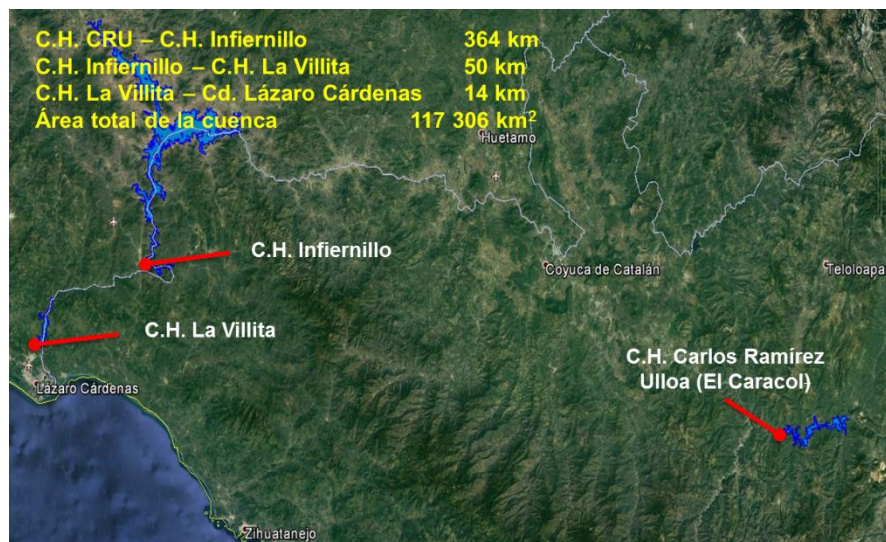 C.H. CRU – C.H. Infiernillo 364 km
C.H. Infiernillo – C.H. La Villita 50 km
C.H. La Villita – Cd. Lázaro Cárdenas 14 km
Área total de la cuenca 117 306 km²
Huetamo
C.H. Infiernillo
Coyuca de Catalán
Teloloapa
C.H. La Villita
C.H. Carlos Ramírez
Ulloa (El Caracol)
Lázaro Cárdenas
Zihuatanejo